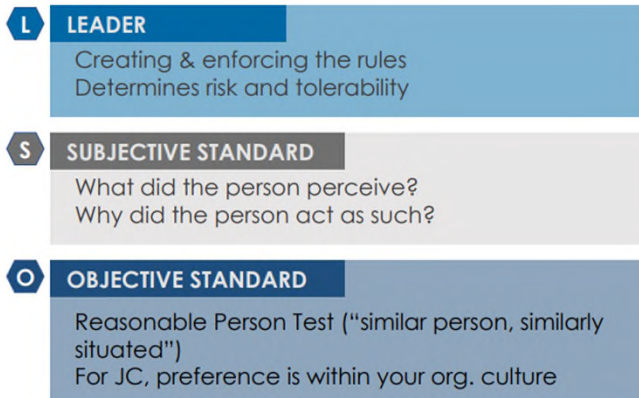 L LEADER
Creating & enforcing the rules
Determines risk and tolerability
S SUBJECTIVE STANDARD
What did the person perceive?
Why did the person act as such?
O OBJECTIVE STANDARD
Reasonable Person Test (“similar person, similarly
situated”)
For JC, preference is within your org. culture